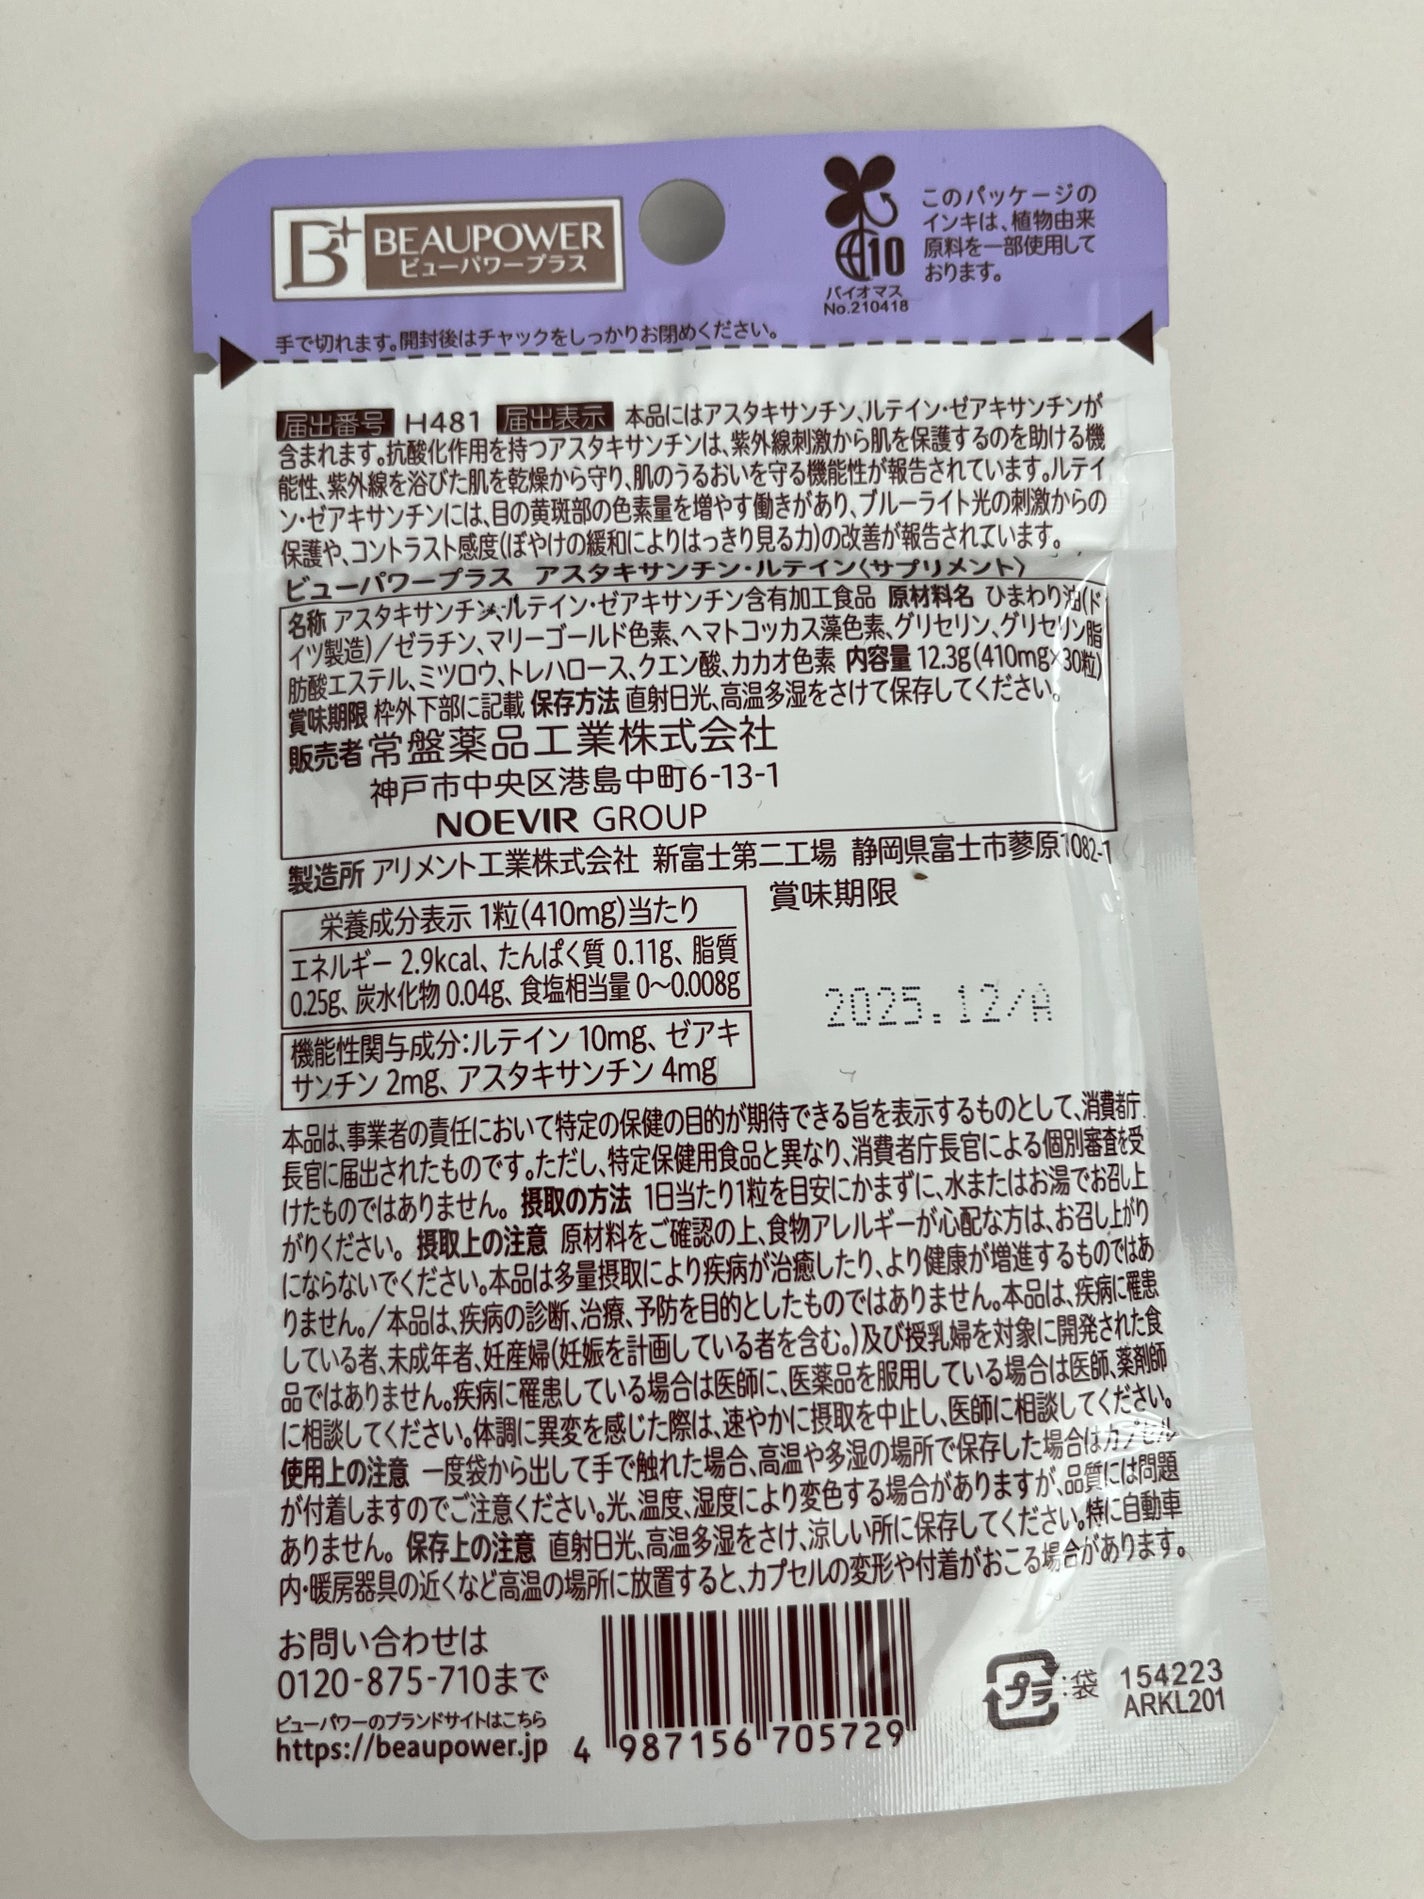 B+ BEAUPOWER
ビューパワープラス
このパッケージの
インキは、植物由来
原料を一部使用して
おります。
10
バイオマス
No.210418
手で切れます。開封後はチャックをしっかりお閉めください。
届出番号 H481 届出表示 本品にはアスタキサンチン、ルテイン・ゼアキサンチンが
含まれます。抗酸化作用を持つアスタキサンチンは、紫外線刺激から肌を保護するのを助ける機
能性、紫外線を浴びた肌を乾燥から守り、肌のうるおいを守る機能性が報告されています。ルテイ
ン・ゼアキサンチンには、目の黄斑部の色素量を増やす働きがあり、ブルーライト光の刺激からの
保護や、コントラスト感度(ぼやけの緩和によりはっきり見る力)の改善が報告されています。
ビューパワープラス アスタキサンチン・ルテイン〈サプリメント〉
名称 アスタキサンチン、ルテイン・ゼアキサンチン含有加工食品 原材料名 ひまわり油(ド
イツ製造)/ゼラチン、マリーゴールド色素、ヘマトコッカス藻色素、グリセリン、グリセリン脂
肪酸エステル、ミツロウ、トレハロース、クエン酸、カカオ色素 内容量 12.3g(410mg×30粒)
賞味期限 枠外下部に記載 保存方法 直射日光、高温多湿をさけて保存してください。
販売者 常盤薬品工業株式会社
神戸市中央区港島中町6-13-1
NOEVIR GROUP
製造所 アリメント工業株式会社 新富士第二工場 静岡県富士市蓼原1082-1
栄養成分表示 1粒(410mg)当たり
エネルギー 2.9kcal、たんぱく質 0.11g、脂質
0.25g、炭水化物 0.04g、食塩相当量 0〜0.008g
機能性関与成分:ルテイン 10mg、ゼアキ
サンチン 2mg、アスタキサンチン 4mg
賞味期限
2025.12/A
本品は、事業者の責任において特定の保健の目的が期待できる旨を表示するものとして、消費者庁
長官に届出されたものです。ただし、特定保健用食品と異なり、消費者庁長官による個別審査を受
けたものではありません。 摂取の方法 1日当たり1粒を目安にかまずに、水またはお湯でお召し上
がりください。 摂取上の注意 原材料をご確認の上、食物アレルギーが心配な方は、お召し上がり
にならないでください。本品は多量摂取により疾病が治癒したり、より健康が増進するものではあ
りません。/本品は、疾病の診断、治療、予防を目的としたものではありません。本品は、疾病に罹患
している者、未成年者、妊産婦(妊娠を計画している者を含む。)及び授乳婦を対象に開発された食
品ではありません。疾病に罹患している場合は医師に、医薬品を服用している場合は医師、薬剤師
に相談してください。体調に異変を感じた際は、速やかに摂取を中止し、医師に相談してください。
使用上の注意 一度袋から出して手で触れた場合、高温や多湿の場所で保存した場合はカプセル
が付着しますのでご注意ください。光、温度、湿度により変色する場合がありますが、品質には問題
ありません。 保存上の注意 直射日光、高温多湿をさけ、涼しい所に保存してください。特に自動車
内・暖房器具の近くなど高温の場所に放置すると、カプセルの変形や付着がおこる場合があります。
お問い合わせは
0120-875-710まで
ビューパワーのブランドサイトはこちら
https://beaupower.jp
4 987156 705729
プラ:袋
154223
ARKL201